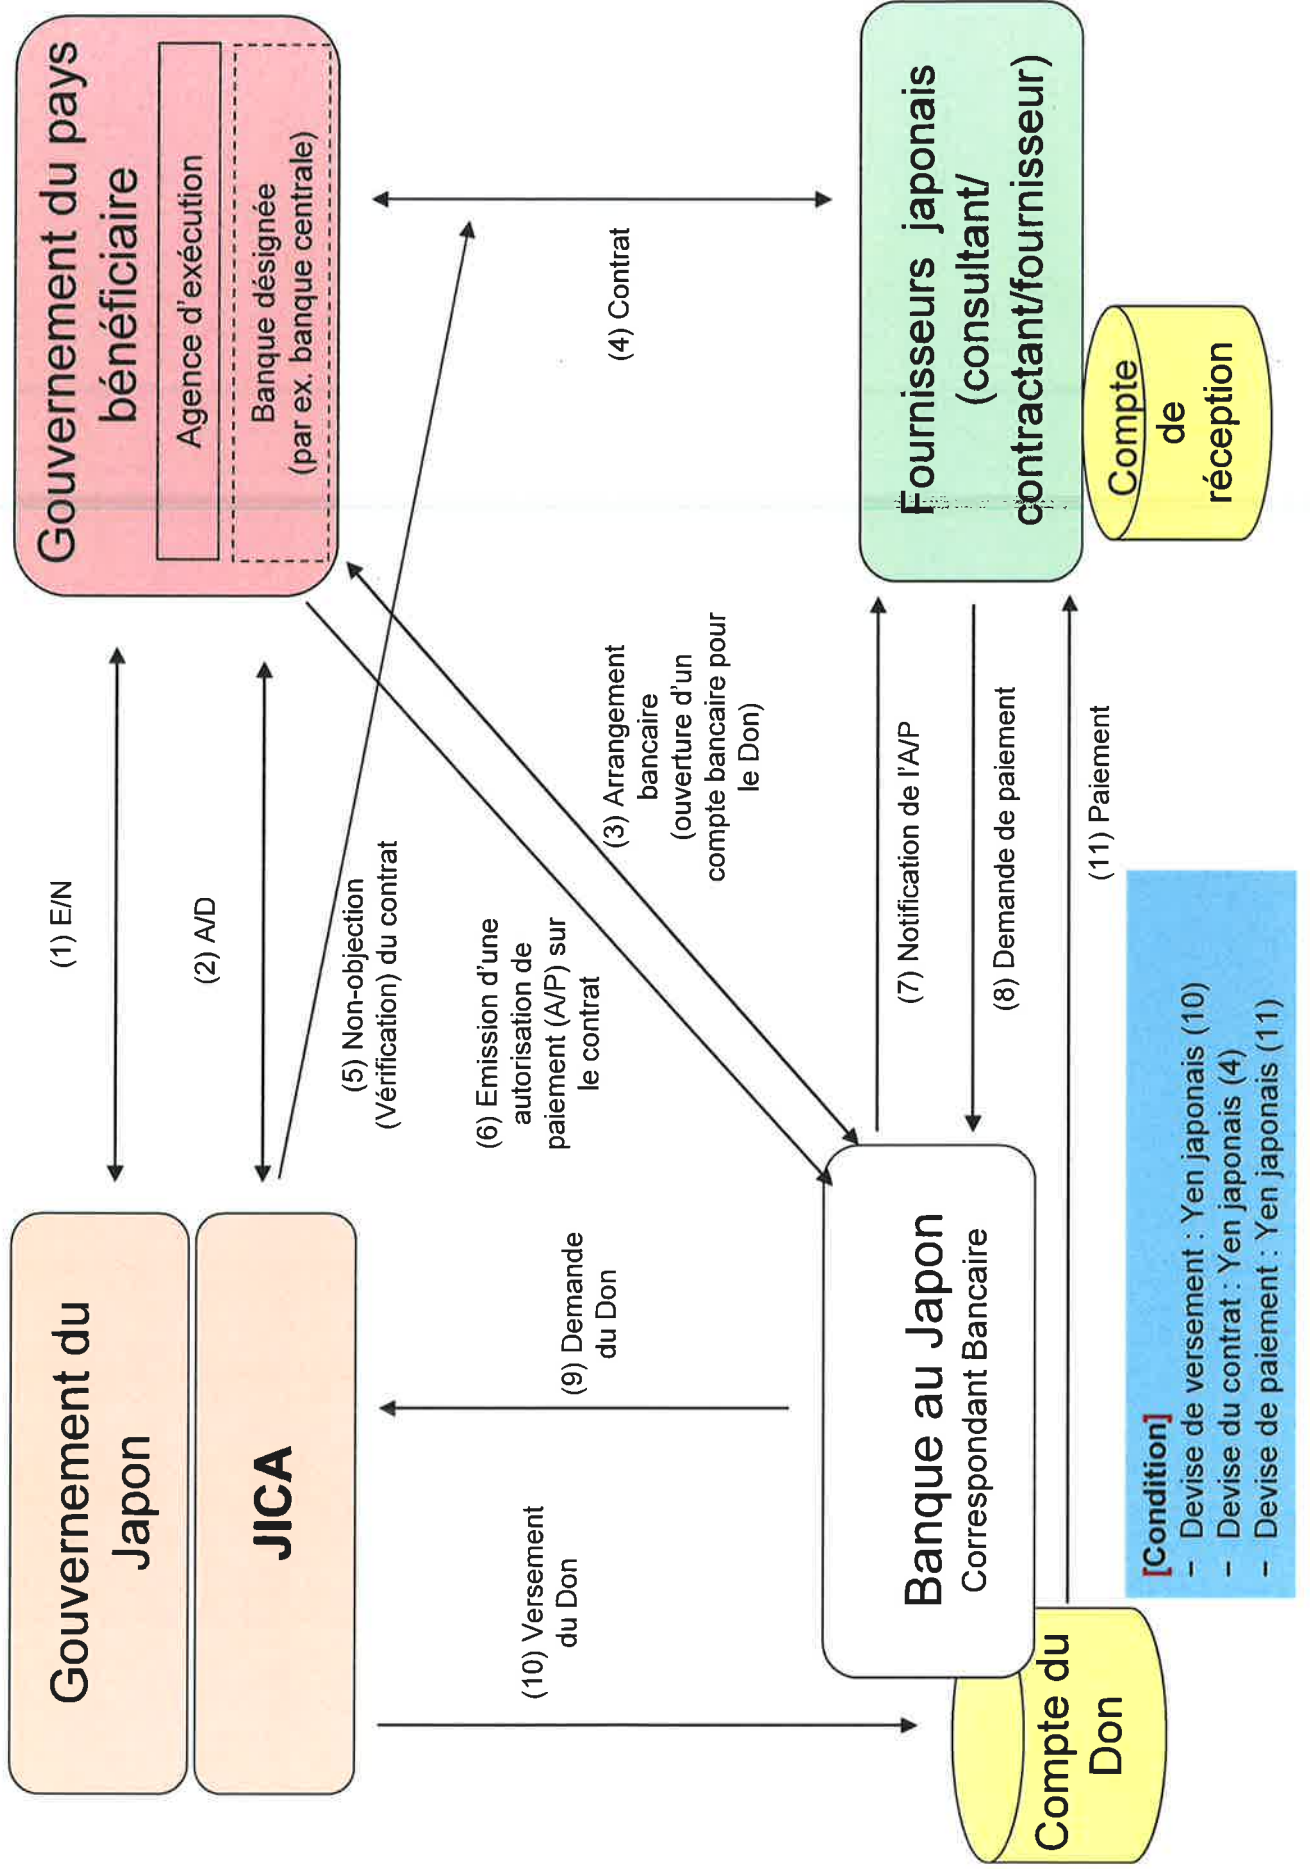 Gouvernement du
Japon
JICA
(1) E/N
(2) A/D
Gouvernement du pays
bénéficiaire
Agence d'exécution
Banque désignée
(par ex. banque centrale)
(5) Non-objection
(Vérification) du contrat
(6) Emission d'une
autorisation de
paiement (A/P) sur
le contrat
(3) Arrangement
bancaire
(ouverture d'un
compte bancaire pour
le Don)
(4) Contrat
(9) Demande
du Don
(10) Versement
du Don
Banque au Japon
Correspondant Bancaire
Compte du
Don
(7) Notification de l'A/P
(8) Demande de paiement
(11) Paiement
Fournisseurs japonais
(consultant/
contractant/fournisseur)
Compte
de
réception
[Condition]
– Devise de versement : Yen japonais (10)
– Devise du contrat : Yen japonais (4)
– Devise de paiement : Yen japonais (11)